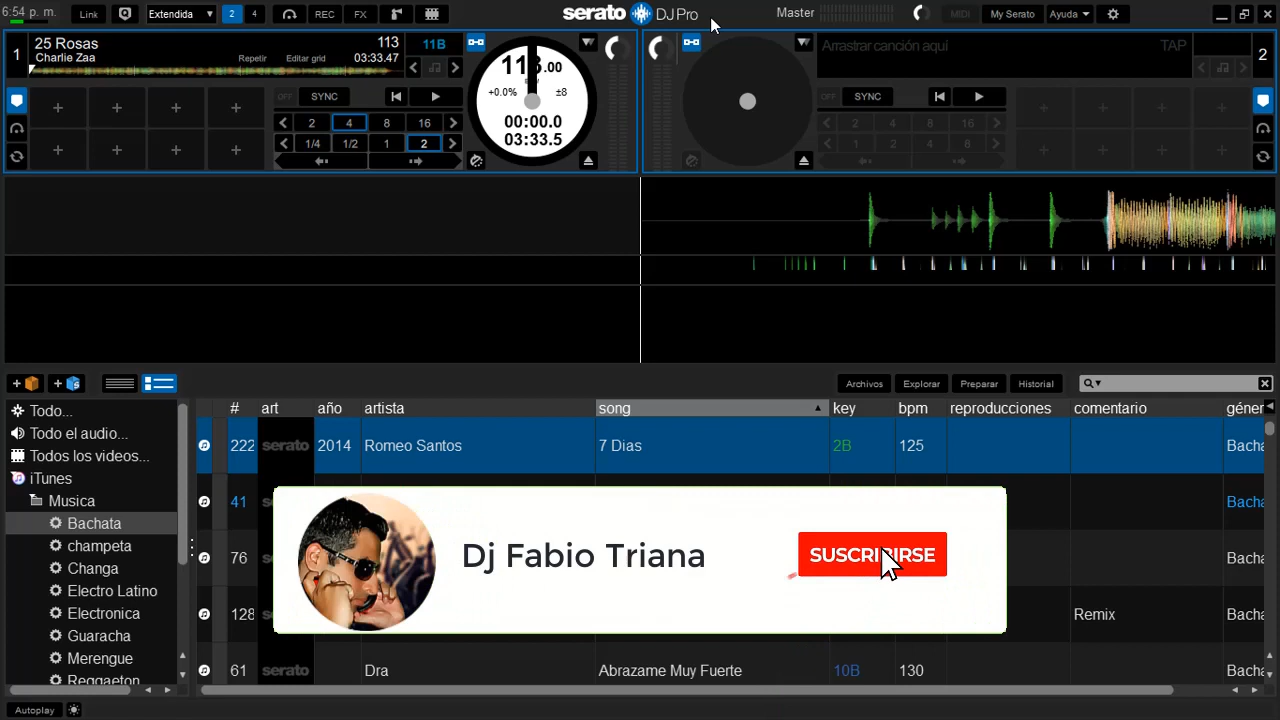 6:54 p. m. Link Extendida 2 4 REC FX serato DJ Pro Master MIDI My Serato Ayuda
1 25 Rosas 113 11B
Charlie Zaa Repetir Editar grid 03:33.47
OFF SYNC
2 4 8 16
1/4 1/2 1 2
.00
+0.0% ±8
00:00.0
03:33.5
Arrastrar canción aquí TAP 2
OFF SYNC
2 4 8 16
1/4 1/2 1 2
Archivos Explorar Preparar Historial
Todo...
Todo el audio...
Todos los videos...
iTunes
Musica
Bachata
champeta
Changa
Electro Latino
Electronica
Guaracha
Merengue
Reggaeton
# art año artista song key bpm reproducciones comentario géner
222 serato 2014 Romeo Santos 7 Dias 2B 125 Bacha
41 Bacha
76 Bacha
128 Remix Bacha
61 serato Dra Abrazame Muy Fuerte 10B 130 Bacha
Dj Fabio Triana SUSCRIBIRSE
Autoplay